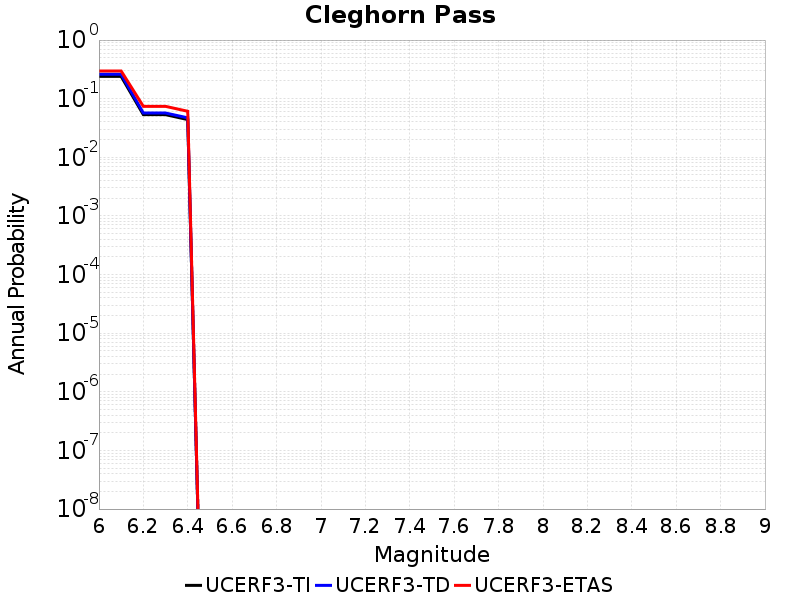 Cleghorn Pass
10^0
10^-1
10^-2
10^-3
10^-4
10^-5
10^-6
10^-7
10^-8
Annual Probability
6 6.2 6.4 6.6 6.8 7 7.2 7.4 7.6 7.8 8 8.2 8.4 8.6 8.8 9
Magnitude
UCERF3-TI UCERF3-TD UCERF3-ETAS